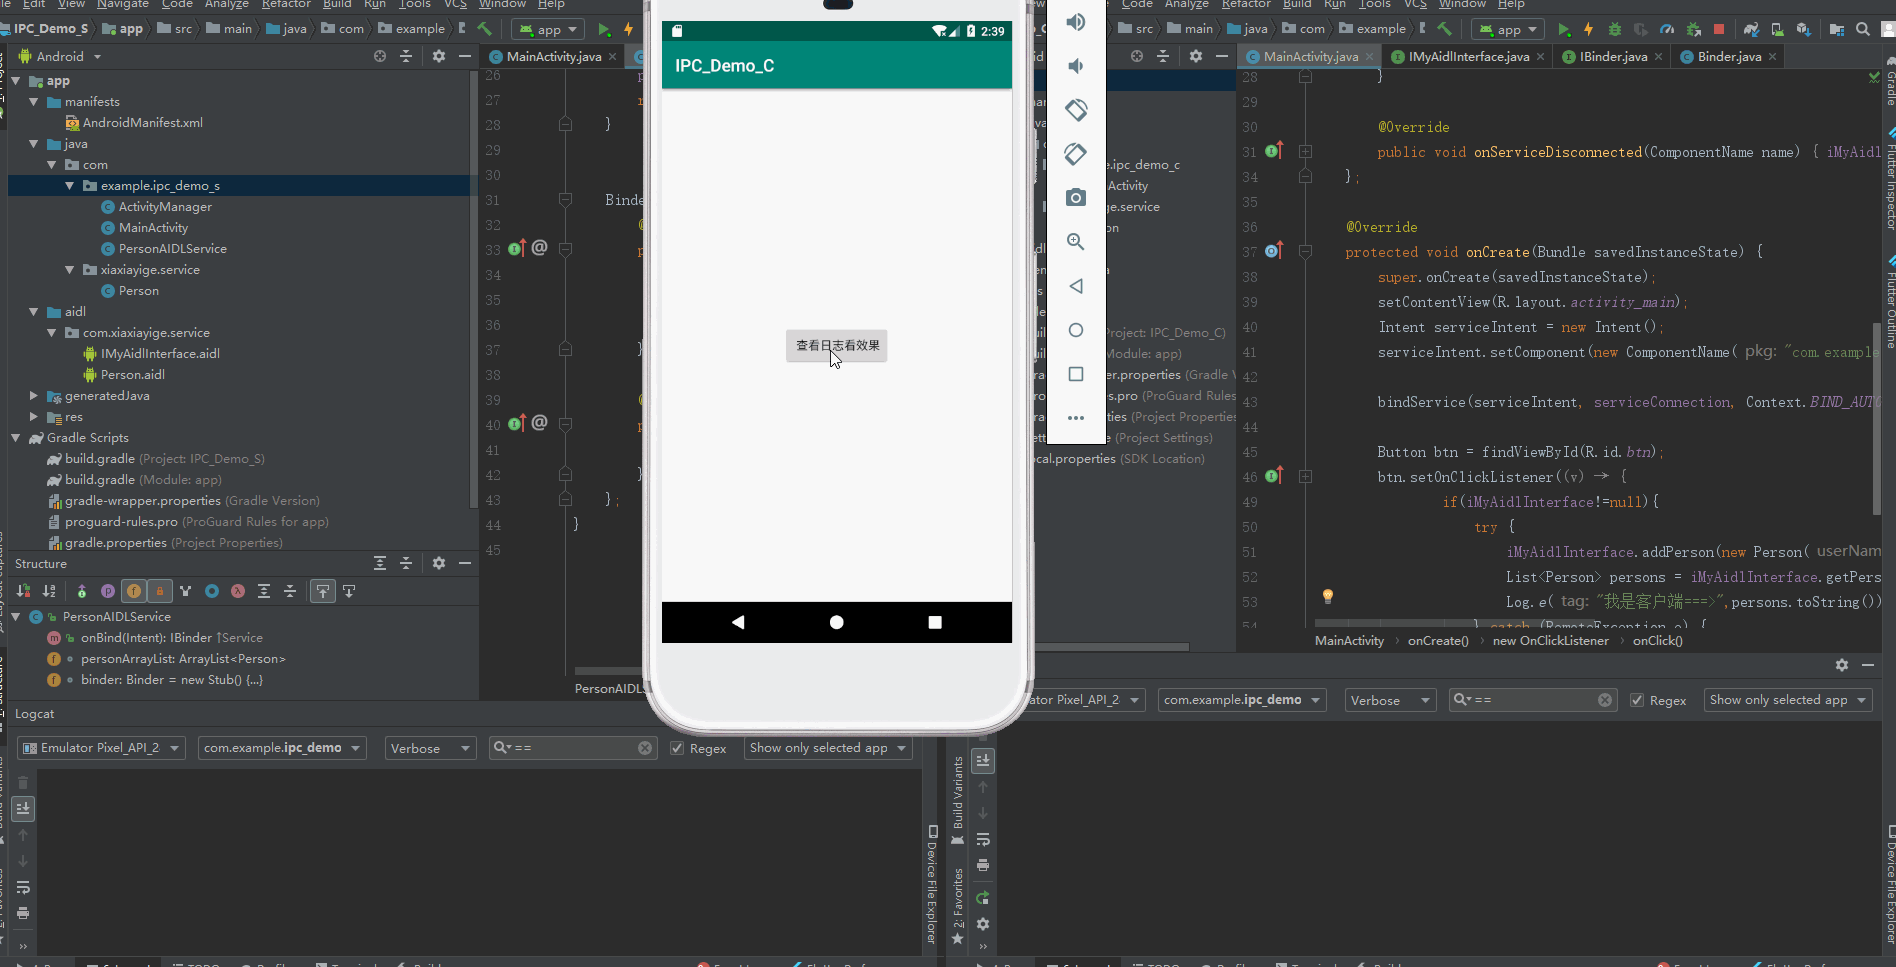 Edit View Navigate Code Analyze Refactor Build Run Tools VCS Window Help
IPC_Demo_S app src main java com example app
Android
app
manifests
AndroidManifest.xml
java
com
example.ipc_demo_s
ActivityManager
MainActivity
PersonAIDLService
xiaxiayige.service
Person
aidl
com.xiaxiayige.service
IMyAidlInterface.aidl
Person.aidl
generatedJava
res
Gradle Scripts
build.gradle (Project: IPC_Demo_S)
build.gradle (Module: app)
gradle-wrapper.properties (Gradle Version)
proguard-rules.pro (ProGuard Rules for app)
gradle.properties (Project Properties)
Structure
PersonAIDLService
onBind(Intent): IBinder ↑Service
personArrayList: ArrayList<Person>
binder: Binder = new Stub() {...}
MainActivity.java
26
27
28 }
29
30
31 Binde
32 @
33 p
34
35
36
37 }
38
39 @
40 p
41
42 }
43 };
44 }
45
PersonAIDLS
2:39
IPC_Demo_C
查看日志看效果
Code Analyze Refactor Build Run Tools VCS Window Help
src main java com example app
e.ipc_demo_c
Activity
ge.service
on
Project: IPC_Demo_C)
Module: app)
er.properties (Gradle V
s.pro (ProGuard Rules
rties (Project Properties
(Project Settings)
cal.properties (SDK Location)
MainActivity.java IMyAidlInterface.java IBinder.java Binder.java
28 }
29
30 @Override
31 public void onServiceDisconnected(ComponentName name) { iMyAidl
34 };
35
36 @Override
37 protected void onCreate(Bundle savedInstanceState) {
38 super.onCreate(savedInstanceState);
39 setContentView(R.layout.activity_main);
40 Intent serviceIntent = new Intent();
41 serviceIntent.setComponent(new ComponentName( pkg: "com.example
42
43 bindService(serviceIntent, serviceConnection, Context.BIND_AUTO
44
45 Button btn = findViewById(R.id.btn);
46 btn.setOnClickListener((v) → {
49 if(iMyAidlInterface!=null){
50 try {
51 iMyAidlInterface.addPerson(new Person( userNam
52 List<Person> persons = iMyAidlInterface.getPers
53 Log.e( tag: "我是客户端===>",persons.toString())
54 } catch (RemoteException e) {
MainActivity › onCreate() › new OnClickListener › onClick()
Logcat
Emulator Pixel_API_2 com.example.ipc_demo Verbose == Regex Show only selected app
ator Pixel_API_2 com.example.ipc_demo Verbose == Regex Show only selected app
Device File Explorer
Build Variants
2: Favorites
Gradle
Flutter Inspector
Flutter Outline
Device File Explorer